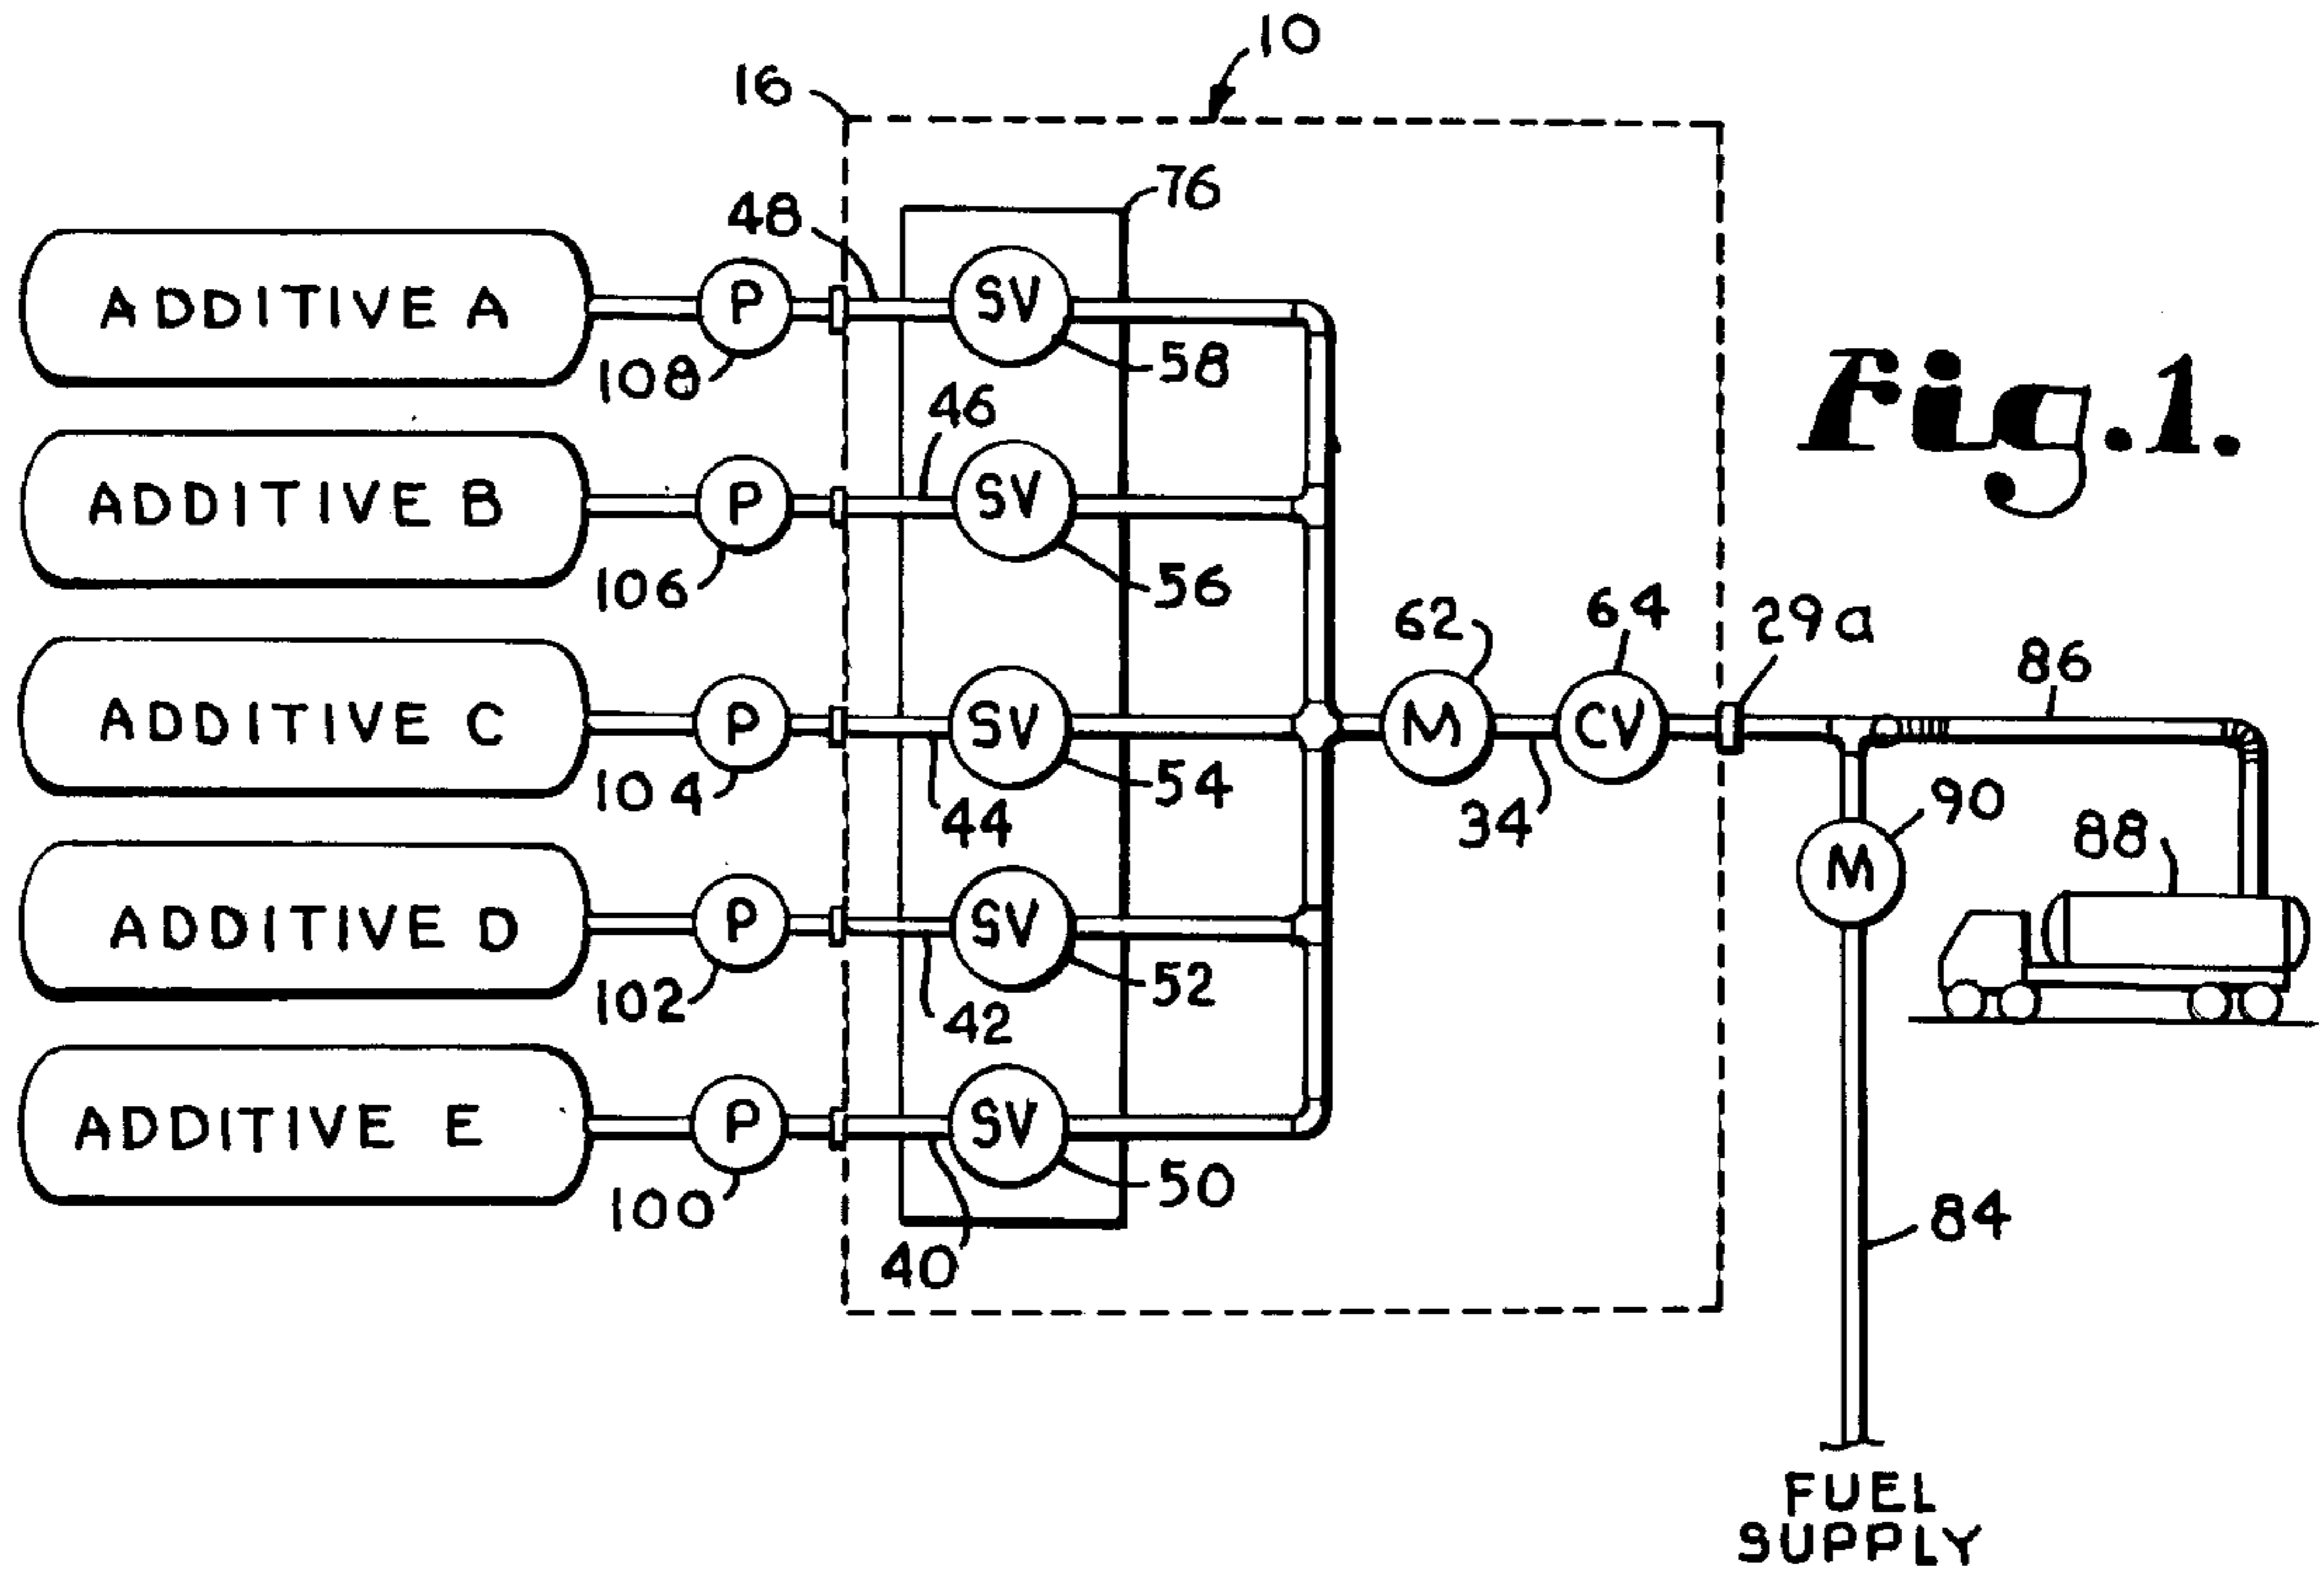 10
16
76
48
ADDITIVE A
P
SV
108
58
Fig.1.
46
ADDITIVE B
P
SV
106
56
62
64
29a
86
ADDITIVE C
P
SV
M
CV
104
44
54
34
90
88
M
ADDITIVE D
P
SV
102
42
52
ADDITIVE E
P
SV
100
50
40
84
FUEL
SUPPLY